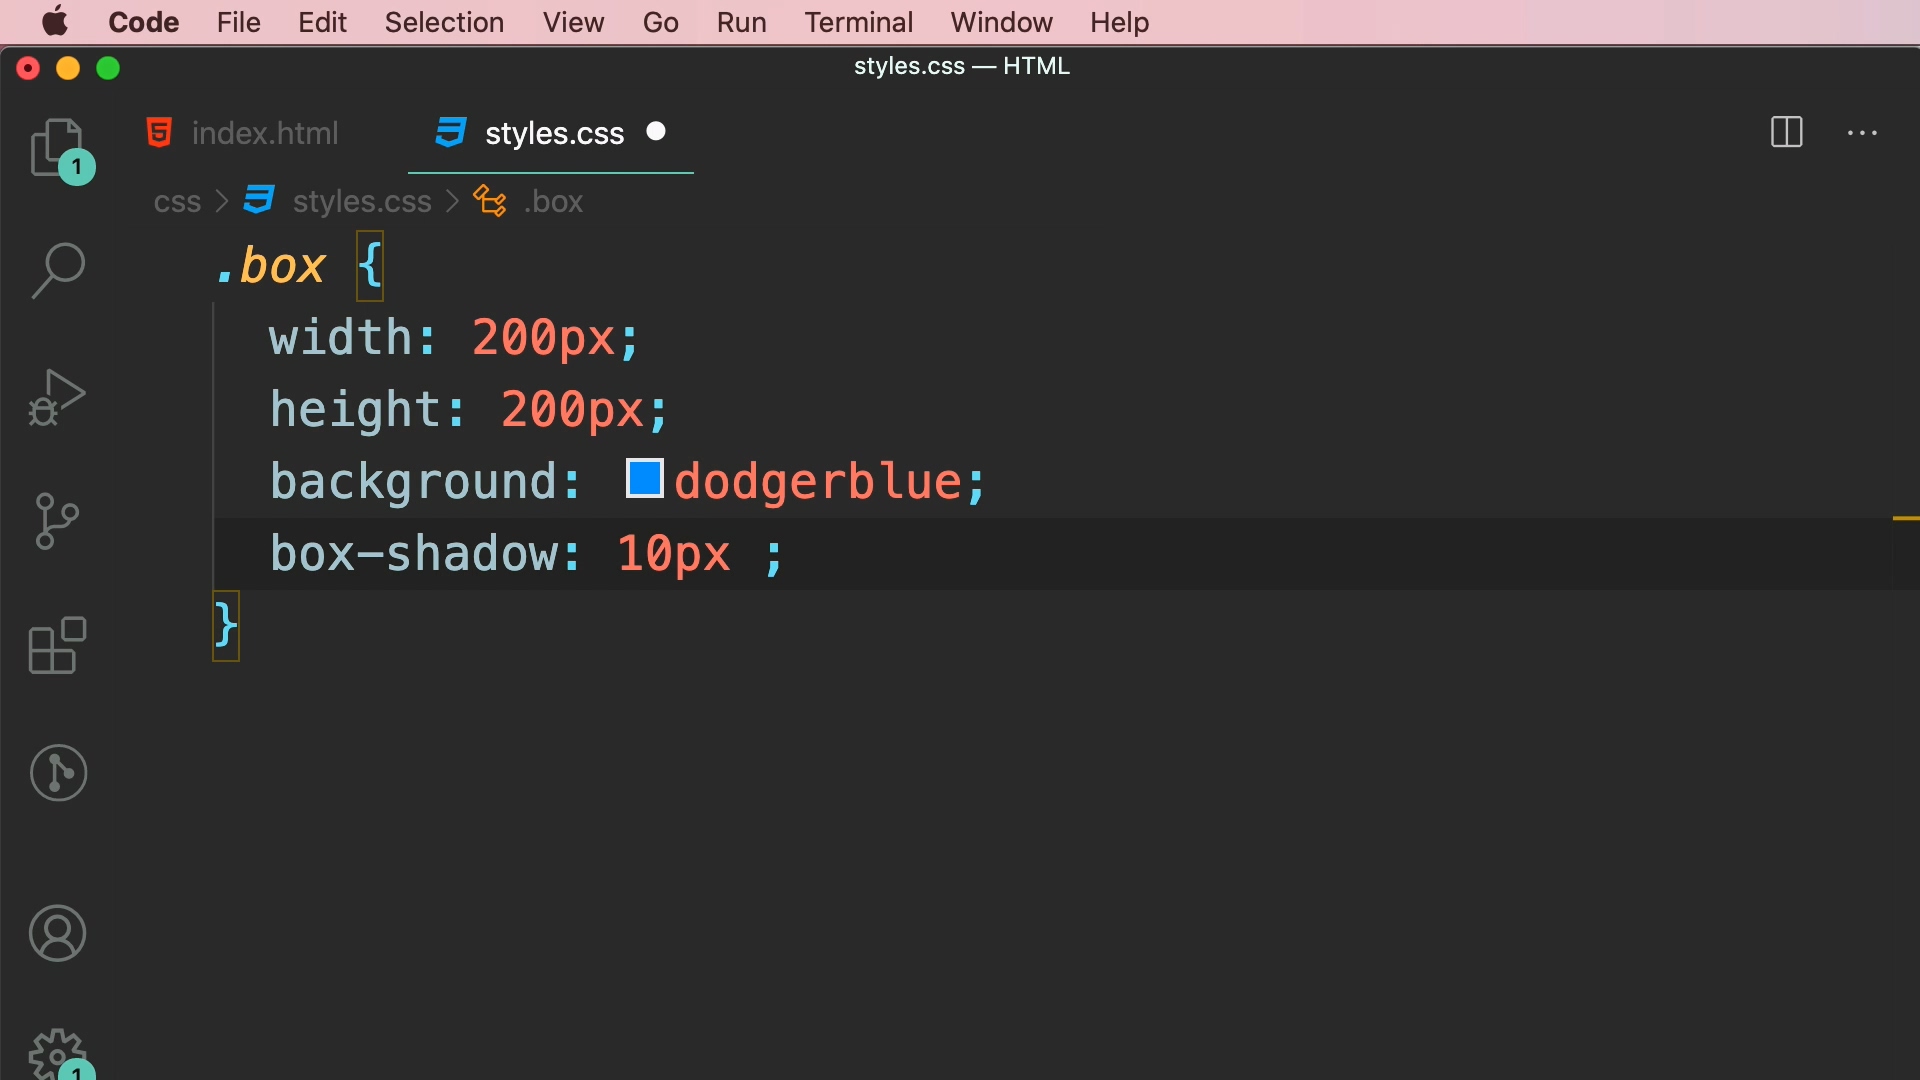 Code File Edit Selection View Go Run Terminal Window Help
styles.css — HTML
index.html styles.css
1
css > styles.css > .box
.box {
width: 200px;
height: 200px;
background: dodgerblue;
box-shadow: 10px ;
}
1